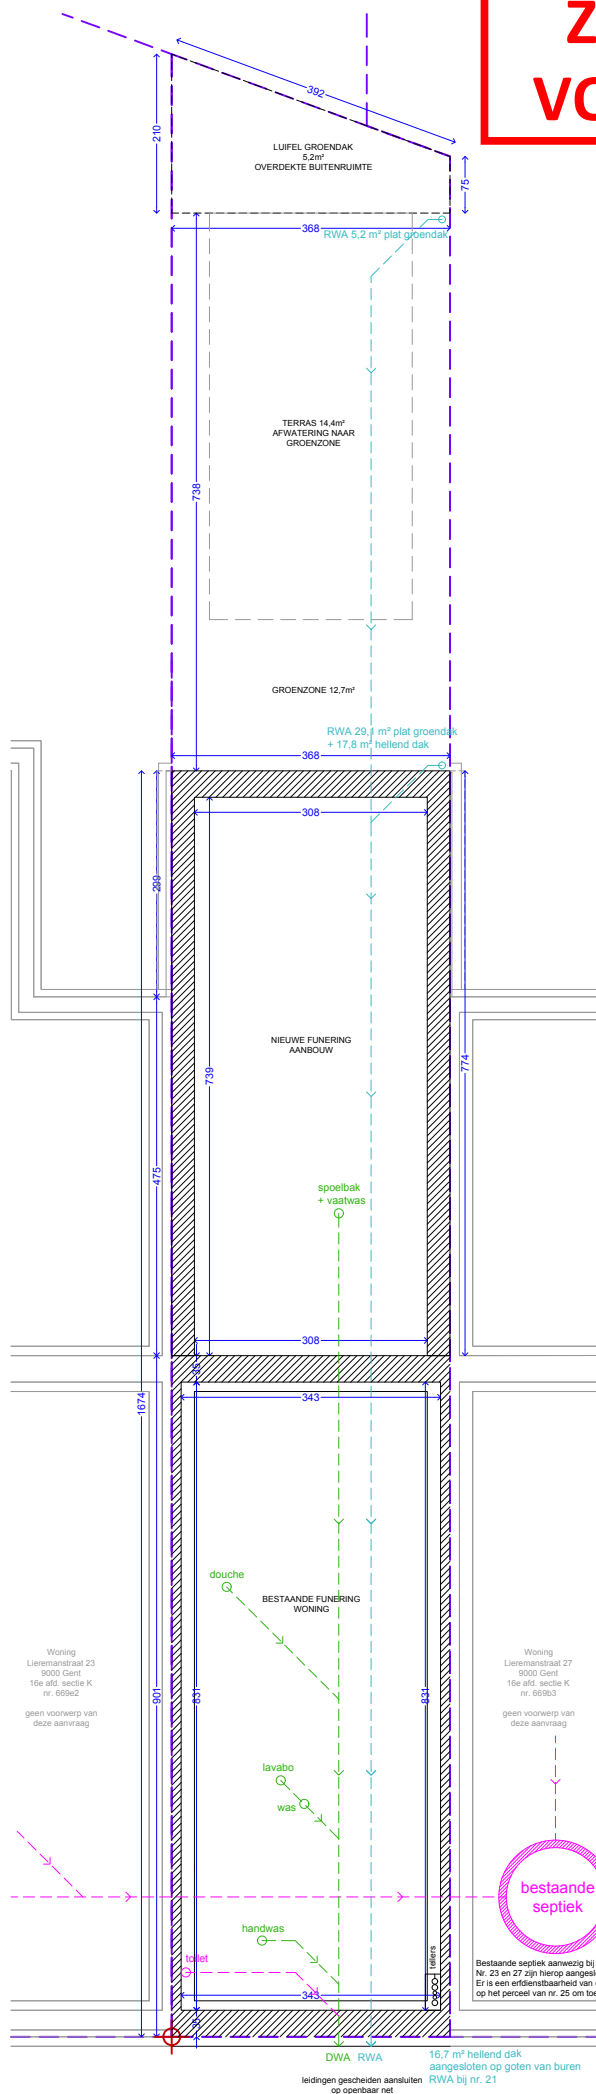 Z
VO
392
210
LUIFEL GROENDAK
5,2m²
OVERDEKTE BUITENRUIMTE
75
368
RWA 5,2 m² plat groendak
TERRAS 14,4m²
AFWATERING NAAR
GROENZONE
738
GROENZONE 12,7m²
RWA 29,1 m² plat groendak
+ 17,8 m² hellend dak
368
308
299
NIEUWE FUNERING
AANBOUW
739
774
475
spoelbak
+ vaatwas
308
35
343
1674
douche
BESTAANDE FUNERING
WONING
Woning
Lieremanstraat 23
9000 Gent
16e afd. sectie K
nr. 669e2
geen voorwerp van
deze aanvraag
Woning
Lieremanstraat 27
9000 Gent
16e afd. sectie K
nr. 669b3
geen voorwerp van
deze aanvraag
901
831
831
lavabo
was
bestaande
septiek
handwas
toilet
tellers
Bestaande septiek aanwezig bij
Nr. 23 en 27 zijn hierop aangeslo
Er is een erfdienstbaarheid van
op het perceel van nr. 25 om toe
343
35
DWA RWA
16,7 m² hellend dak
aangesloten op goten van buren
RWA bij nr. 21
leidingen gescheiden aansluiten
op openbaar net